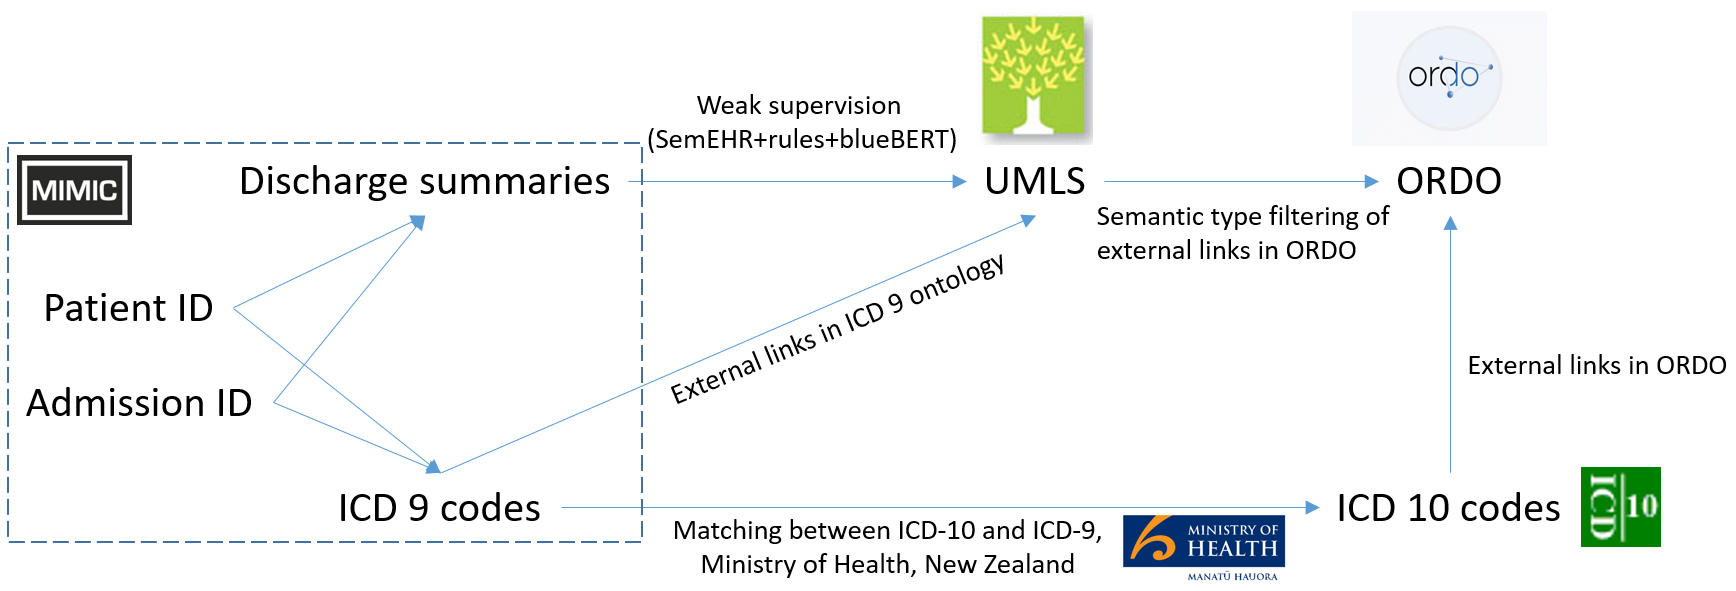 ordo
Weak supervision
(SemEHR+rules+blueBERT)
MIMIC
Discharge summaries
UMLS
ORDO
Semantic type filtering of
external links in ORDO
Patient ID
External links in ICD 9 ontology
External links in ORDO
Admission ID
ICD 9 codes
ICD 10 codes
ICD 10
Matching between ICD-10 and ICD-9,
Ministry of Health, New Zealand
MINISTRY OF
HEALTH
MANATŪ HAUORA